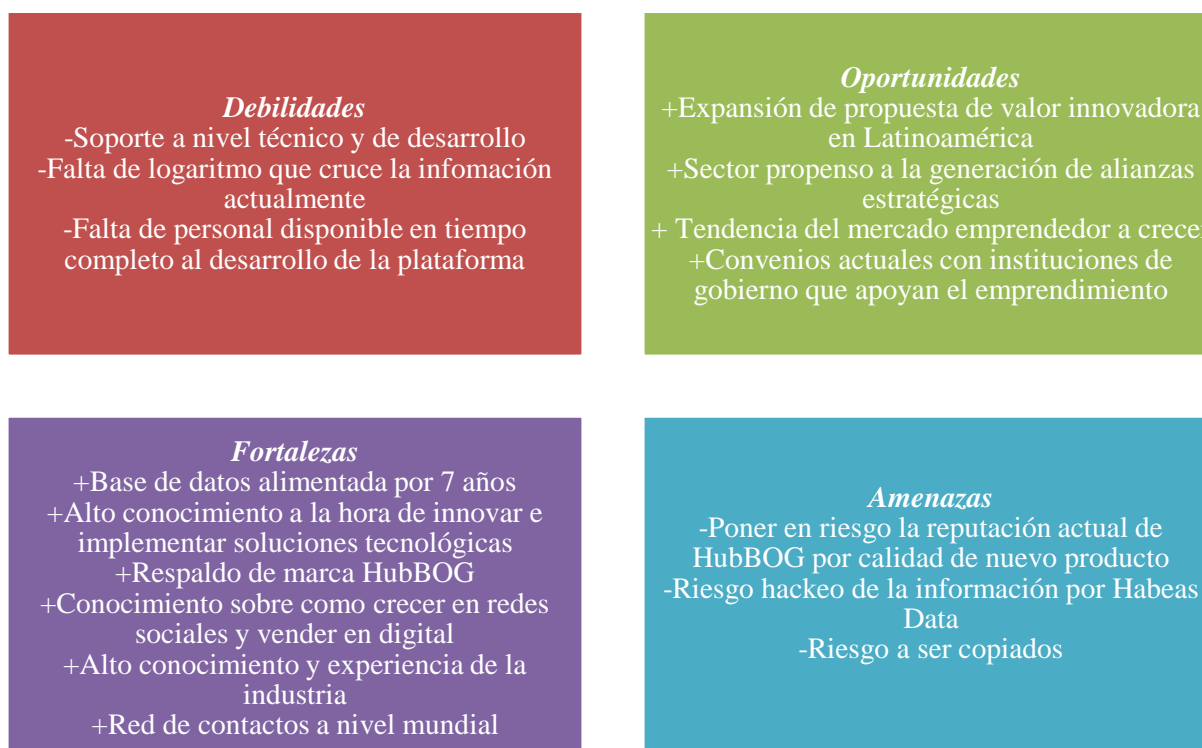 Debilidades
-Soporte a nivel técnico y de desarrollo
-Falta de logaritmo que cruce la infomación
actualmente
-Falta de personal disponible en tiempo
completo al desarrollo de la plataforma
Oportunidades
+Expansión de propuesta de valor innovadora
en Latinoamérica
+Sector propenso a la generación de alianzas
estratégicas
+ Tendencia del mercado emprendedor a crece
+Convenios actuales con instituciones de
gobierno que apoyan el emprendimiento
Fortalezas
+Base de datos alimentada por 7 años
+Alto conocimiento a la hora de innovar e
implementar soluciones tecnológicas
+Respaldo de marca HubBOG
+Conocimiento sobre como crecer en redes
sociales y vender en digital
+Alto conocimiento y experiencia de la
industria
+Red de contactos a nivel mundial
Amenazas
-Poner en riesgo la reputación actual de
HubBOG por calidad de nuevo producto
-Riesgo hackeo de la información por Habeas
Data
-Riesgo a ser copiados